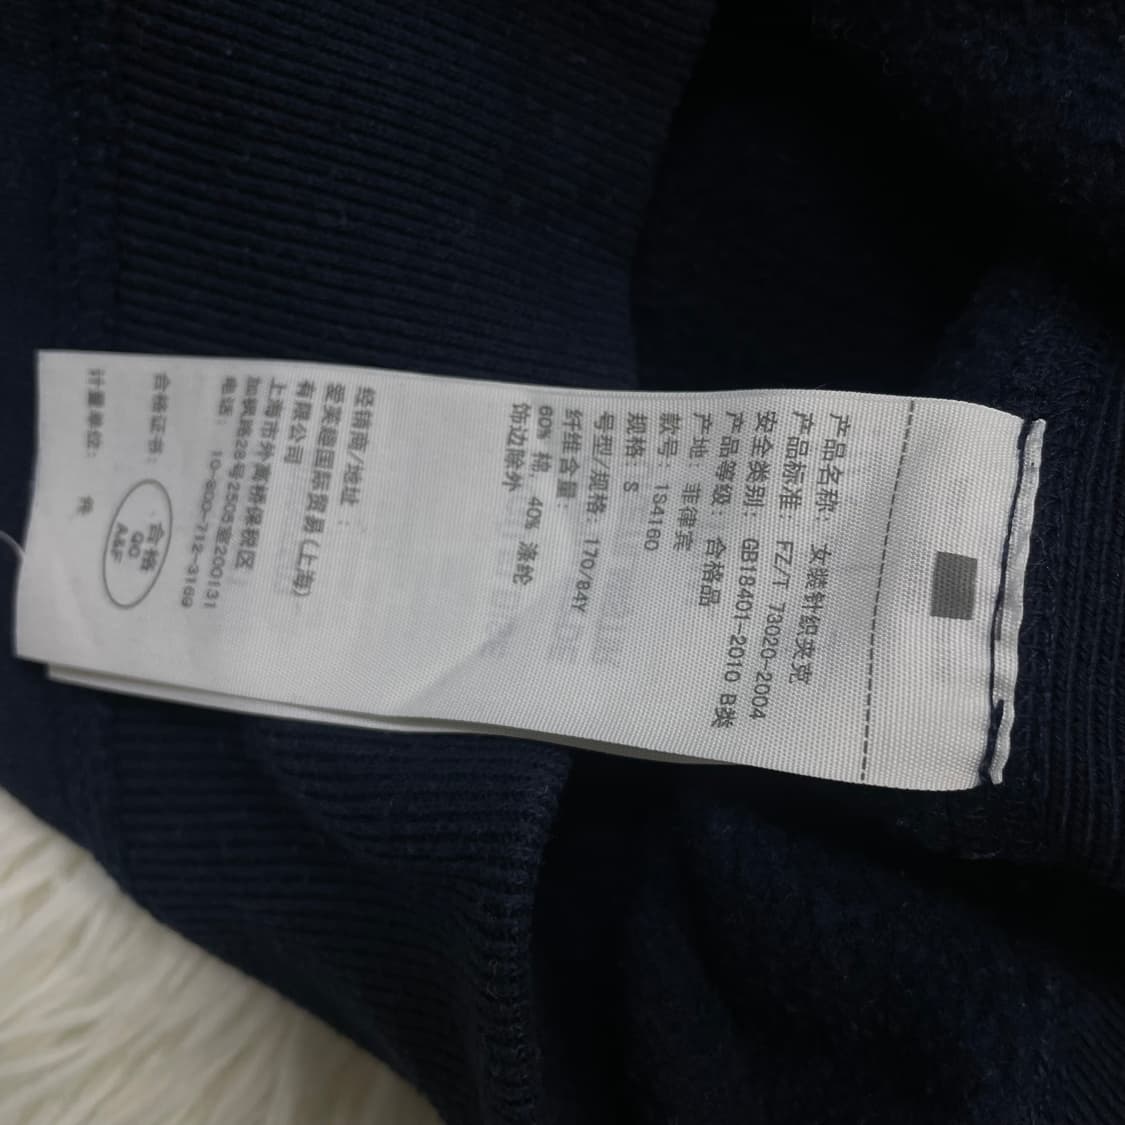 产品名称： 女装针织夹克
产品标准： FZ/T 73020-2004
安全类别： GB18401-2010 B类
产品等级： 合格品
产地： 菲律宾
款号： 1S4160
规格： S
号型/规格： 170/84Y
纤维含量：
60% 棉， 40% 涤纶
饰边除外
经销商/地址：
爱芙趣国际贸易(上海)
有限公司
上海市外高桥保税区
加枫路28号2505室200131
电话： 10-800-712-3169
合格证书： 合格
QC
A&F
计量单位： 件